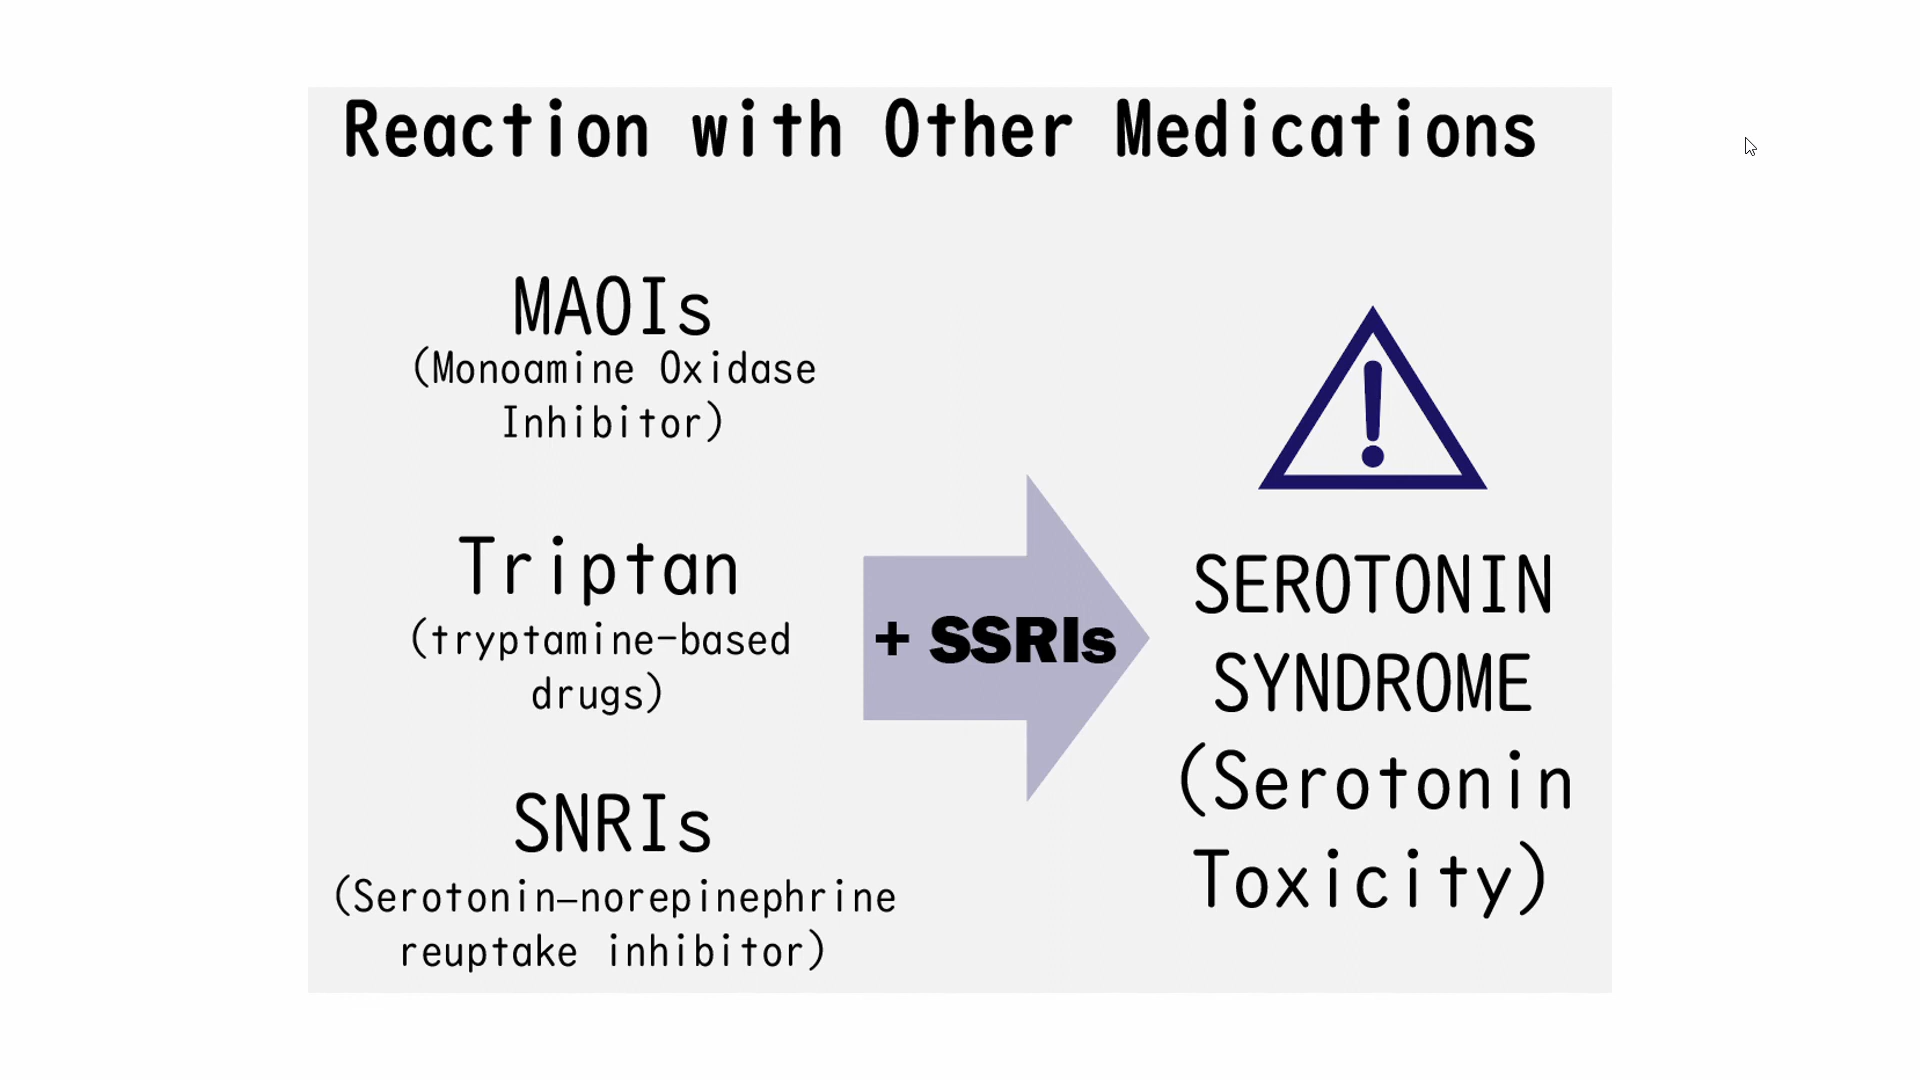 Reaction with Other Medications
MAOIs
(Monoamine Oxidase
Inhibitor)
Triptan
(tryptamine-based
drugs)
SNRIs
(Serotonin–norepinephrine
reuptake inhibitor)
+ SSRIs
!
SEROTONIN
SYNDROME
(Serotonin
Toxicity)